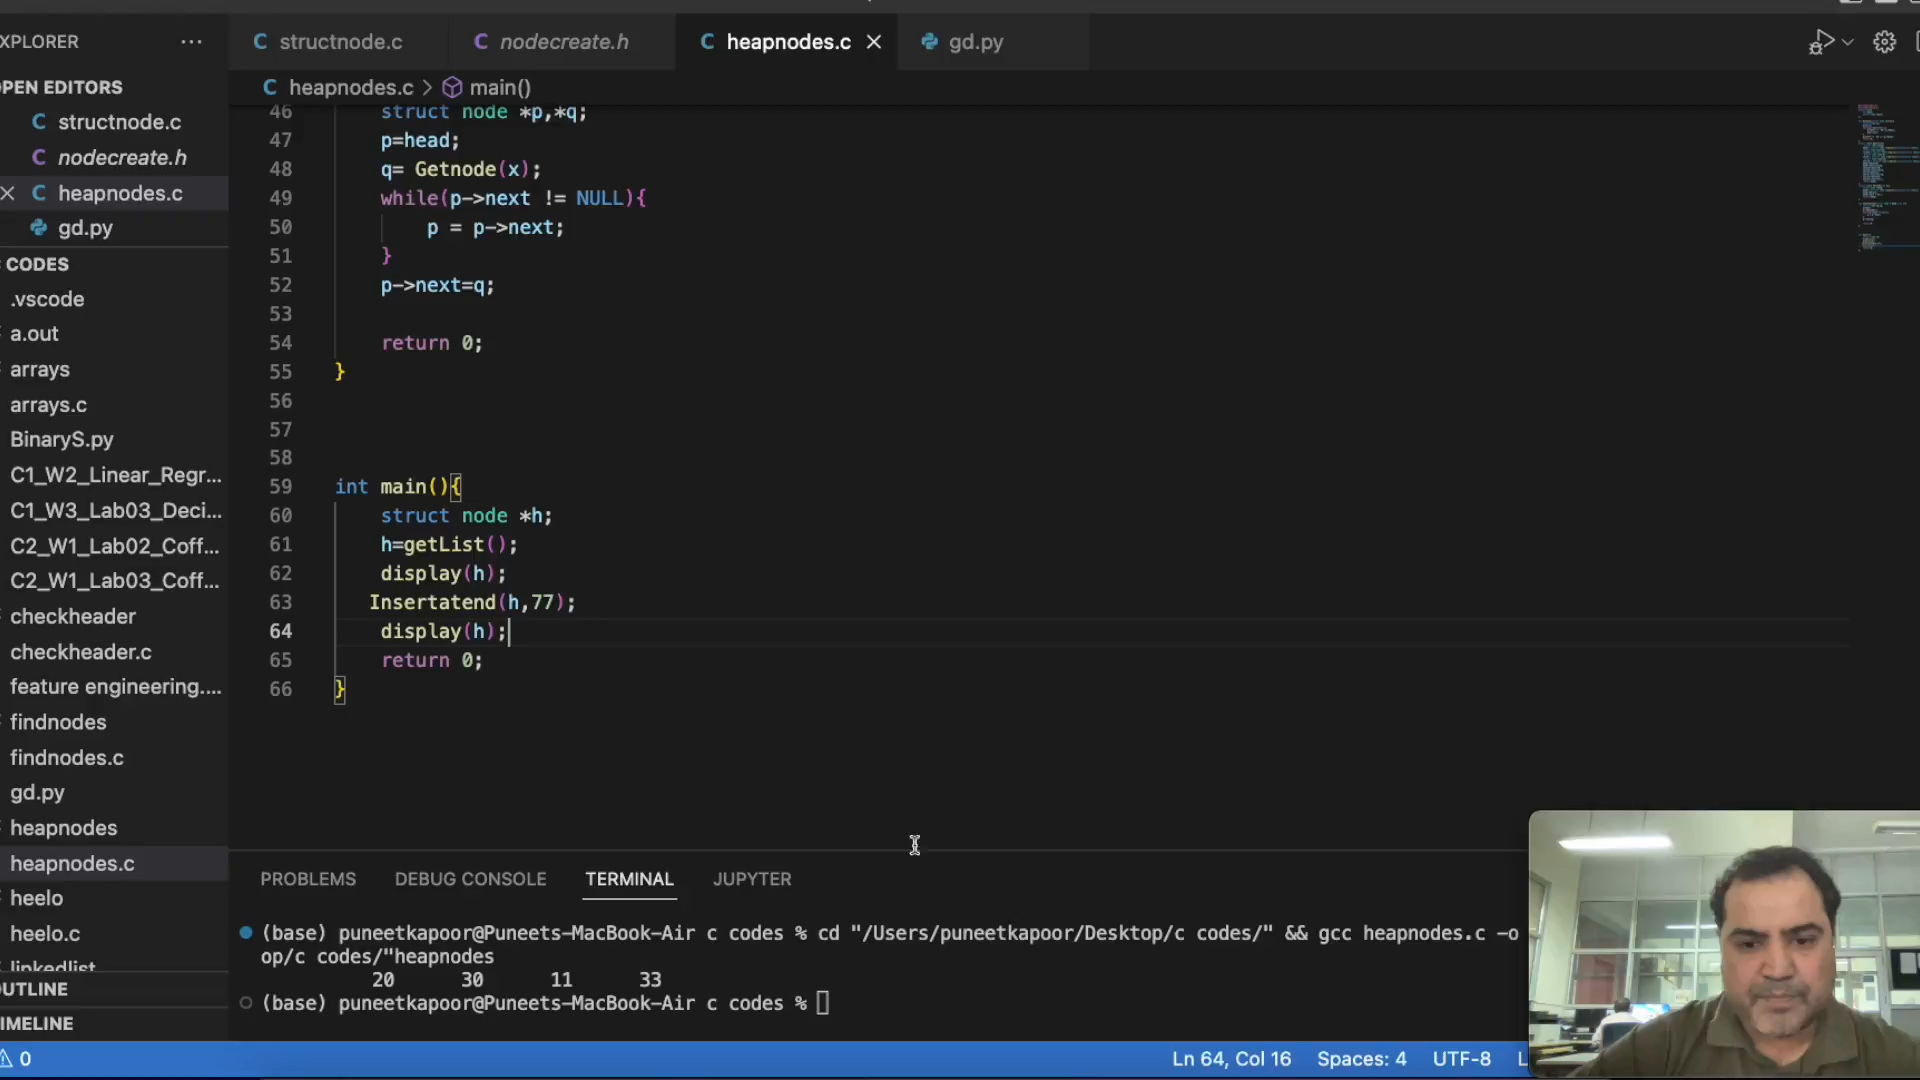 XPLORER ...
C structnode.c
C nodecreate.h
C heapnodes.c
gd.py
C heapnodes.c > main()
OPEN EDITORS
C structnode.c
C nodecreate.h
C heapnodes.c
gd.py
CODES
.vscode
a.out
arrays
arrays.c
BinaryS.py
C1_W2_Linear_Regr...
C1_W3_Lab03_Deci...
C2_W1_Lab02_Coff...
C2_W1_Lab03_Coff...
checkheader
checkheader.c
feature engineering....
findnodes
findnodes.c
gd.py
heapnodes
heapnodes.c
heelo
heelo.c
linkedlist
OUTLINE
TIMELINE
46 struct node *p,*q;
47 p=head;
48 q= Getnode(x);
49 while(p->next != NULL){
50 p = p->next;
51 }
52 p->next=q;
53
54 return 0;
55 }
56
57
58
59 int main(){
60 struct node *h;
61 h=getList();
62 display(h);
63 Insertatend(h,77);
64 display(h);
65 return 0;
66 }
PROBLEMS DEBUG CONSOLE TERMINAL JUPYTER
(base) puneetkapoor@Puneets-MacBook-Air c codes % cd "/Users/puneetkapoor/Desktop/c codes/" && gcc heapnodes.c -o
op/c codes/"heapnodes
20 30 11 33
(base) puneetkapoor@Puneets-MacBook-Air c codes %
0
Ln 64, Col 16 Spaces: 4 UTF-8 L